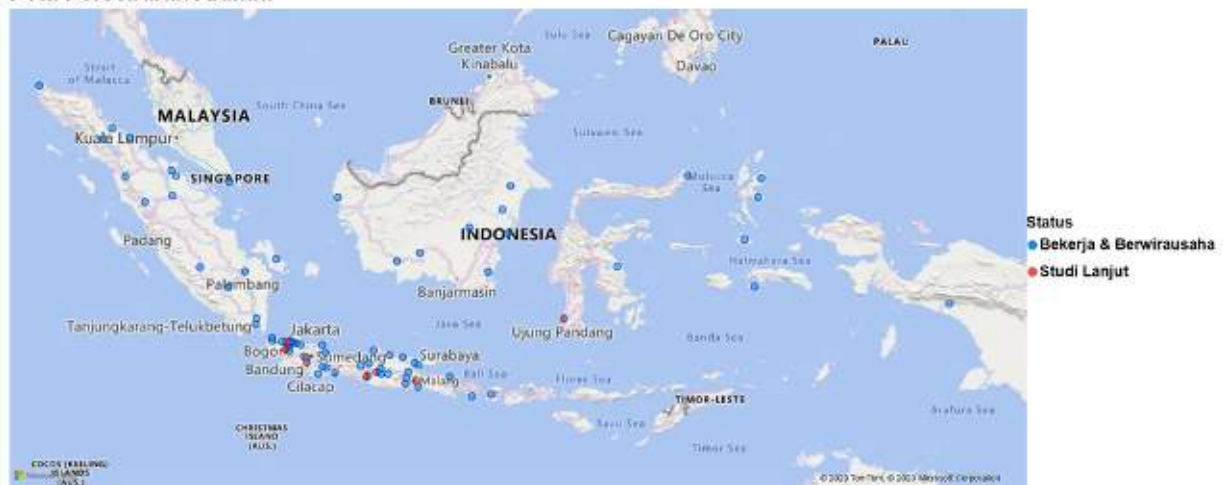 Sulu Sea
Cagayan De Oro City
PALAU
Greater Kota
Kinabalu
Davao
Strait
of Malacca
South China Sea
BRUNEI
MALAYSIA
Kuala Lumpur
Sulawesi Sea
SINGAPORE
Molucca
Sea
Status
INDONESIA
Padang
Bekerja & Berwirausaha
Halmahera Sea
Studi Lanjut
Palembang
Banjarmasin
Tanjungkarang-Telukbetung
Jakarta
Java Sea
Ujung Pandang
Banda Sea
Bogor
Sumedang
Surabaya
Bandung
Cilacap
Malang
Bali Sea
Flores Sea
TIMOR-LESTE
Savu Sea
Arafura Sea
CHRISTMAS
ISLAND
(AUS.)
Timor Sea
COCOS (KEELING)
ISLANDS
(AUS.)
© 2023 TomTom, © 2023 Microsoft Corporation